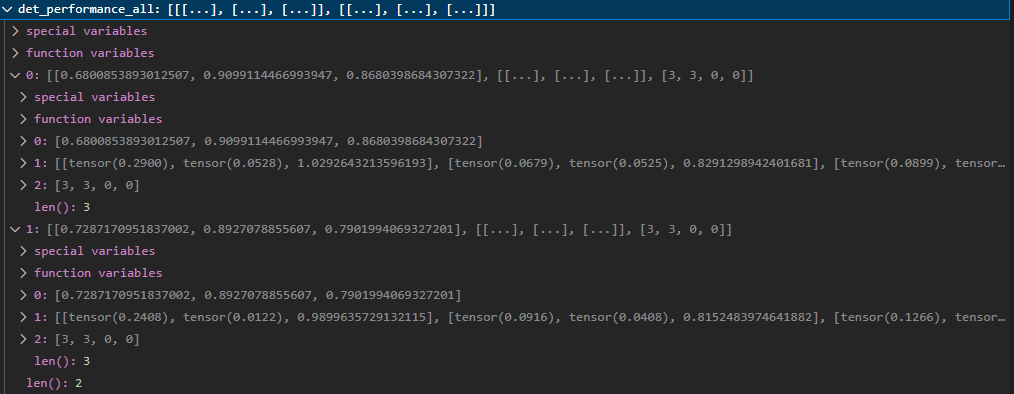 det_performance_all: [[[...], [...], [...]], [[...], [...], [...]]]
special variables
function variables
0: [[0.6800853893012507, 0.9099114466993947, 0.8680398684307322], [[...], [...], [...]], [3, 3, 0, 0]]
special variables
function variables
0: [0.6800853893012507, 0.9099114466993947, 0.8680398684307322]
1: [[tensor(0.2900), tensor(0.0528), 1.0292643213596193], [tensor(0.0679), tensor(0.0525), 0.8291298942401681], [tensor(0.0899), tensor…
2: [3, 3, 0, 0]
len(): 3
1: [[0.7287170951837002, 0.8927078855607, 0.7901994069327201], [[...], [...], [...]], [3, 3, 0, 0]]
special variables
function variables
0: [0.7287170951837002, 0.8927078855607, 0.7901994069327201]
1: [[tensor(0.2408), tensor(0.0122), 0.9899635729132115], [tensor(0.0916), tensor(0.0408), 0.8152483974641882], [tensor(0.1266), tensor…
2: [3, 3, 0, 0]
len(): 3
len(): 2